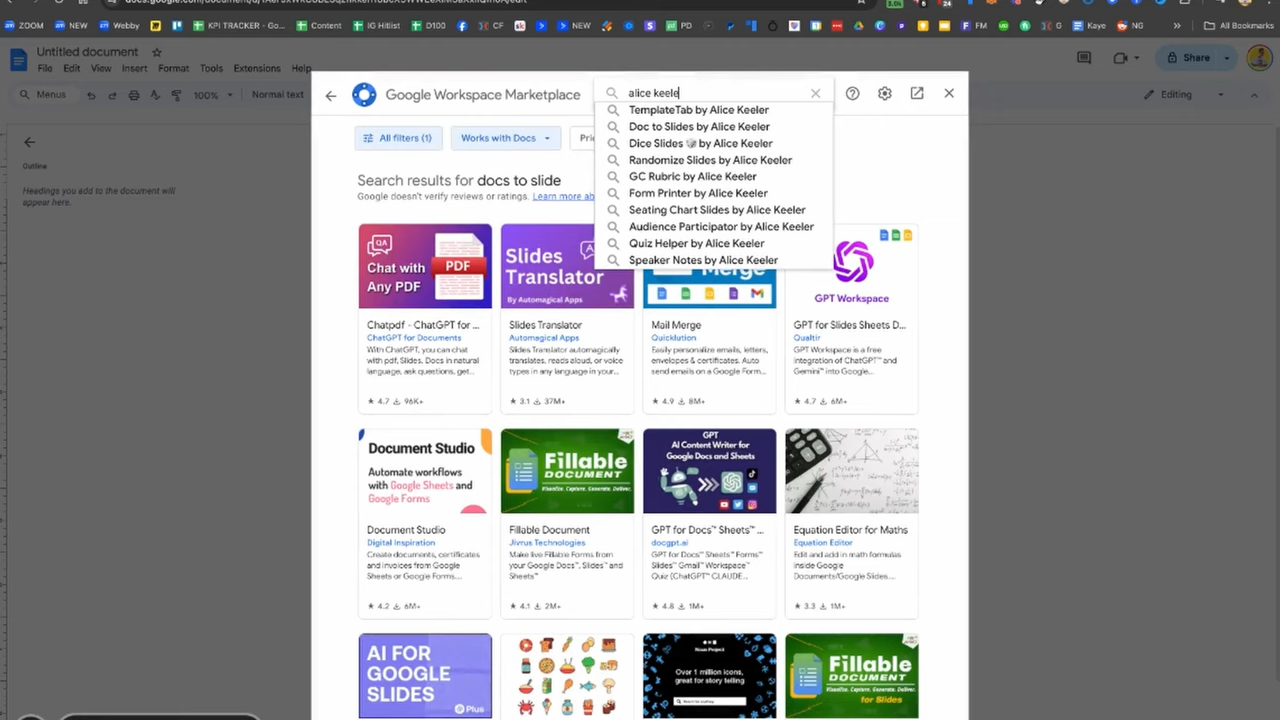 ZOOM NEW Webby KPI TRACKER - Go... Content IG Hitlist D100 CF sk NEW PD FM Kaye NG » All Bookmarks
Untitled document
File Edit View Insert Format Tools Extensions Help
Share
Menus 100% Normal text Editing
Outline
Headings you add to the document will
appear here.
Google Workspace Marketplace
alice keele
TemplateTab by Alice Keeler
Doc to Slides by Alice Keeler
Dice Slides 🎲 by Alice Keeler
Randomize Slides by Alice Keeler
GC Rubric by Alice Keeler
Form Printer by Alice Keeler
Seating Chart Slides by Alice Keeler
Audience Participator by Alice Keeler
Quiz Helper by Alice Keeler
Speaker Notes by Alice Keeler
All filters (1) Works with Docs
Search results for docs to slide
Google doesn't verify reviews or ratings. Learn more
QA
Chat with
Any PDF
PDF
Chatpdf - ChatGPT for ...
ChatGPT for Documents
With ChatGPT, you can chat
with pdf, Slides, Docs in natural
language, ask questions, get...
4.7 96K+
Slides
Translator
By Automagical Apps
Slides Translator
Automagical Apps
Slides Translator automagically
translates, reads aloud, or voice
types in any language in your...
3.1 37M+
Merge
Mail Merge
Quicklution
Easily personalize emails, letters,
envelopes & certificates. Auto
send emails on a Google Form...
4.9 8M+
GPT Workspace
GPT for Slides Sheets D...
Qualtir
GPT Workspace is a free
integration of ChatGPT™ and
Gemini™ into Google...
4.7 6M+
Document Studio
Automate workflows
with Google Sheets and
Google Forms
Document Studio
Digital Inspiration
Create documents, certificates
and invoices from Google
Sheets or Google Forms...
4.2 6M+
Fillable
DOCUMENT
Visualize. Capture. Generate. Deliver.
Fillable Document
Jivrus Technologies
Make live Fillable Forms from
your Google Docs™, Slides™ and
Sheets™
4.1 2M+
GPT
AI Content Writer for
Google Docs and Sheets
GPT for Docs™ Sheets™ ...
docgpt.ai
GPT for Docs™ Sheets™ Forms™
Slides™ Gmail™ Workspace™
Quiz (ChatGPT™ CLAUDE...
4.8 1M+
Equation Editor for Maths
Equation Editor
Edit and add in math formulas
inside Google
Documents/Google Slides...
3.3 1M+
AI FOR
GOOGLE
SLIDES
Plus
Noun Project
Over 1 million icons,
great for story telling
Fillable
DOCUMENT
Visualize. Capture. Generate. Deliver.
for Slides